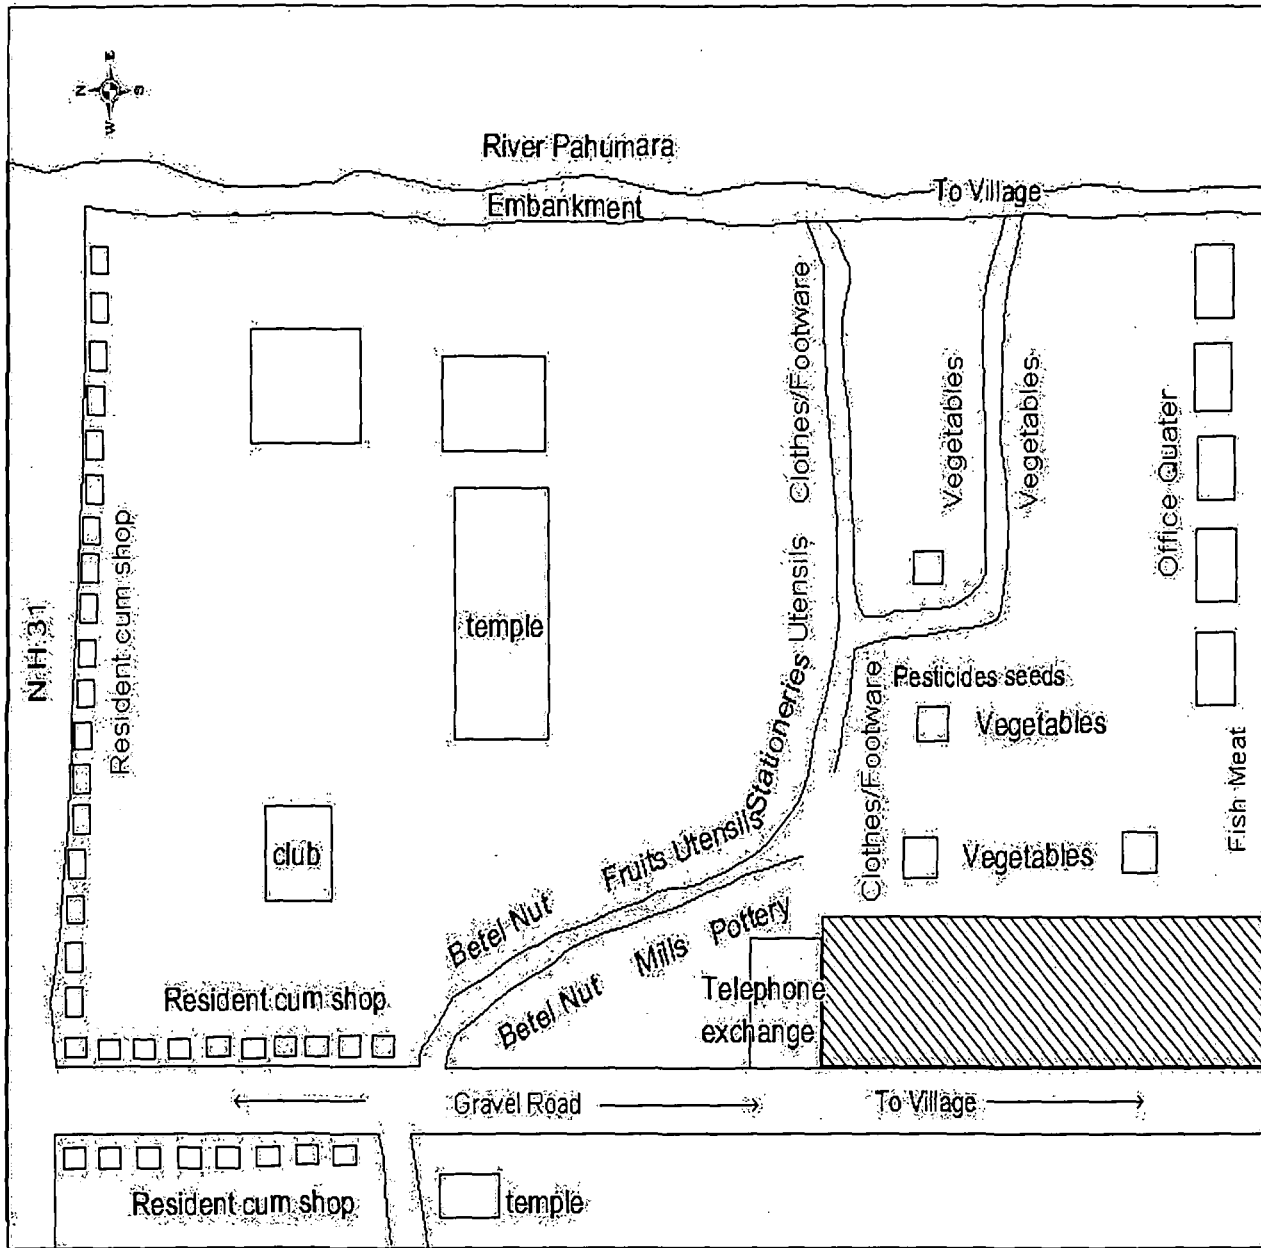 E
N
S
W
River Pahumara
Embankment
To Village
N.H.31
Resident cum shop
Clothes/Footware
Vegetables
Vegetables
Office Quater
temple
Utensils
Stationeries
Pesticides seeds
Vegetables
Clothes/Footware
Fish Meat
club
Fruits Utensils
Vegetables
Betel Nut
Mills Pottery
Betel Nut
Resident cum shop
Telephone
exchange
Gravel Road
To Village
Resident cum shop
temple